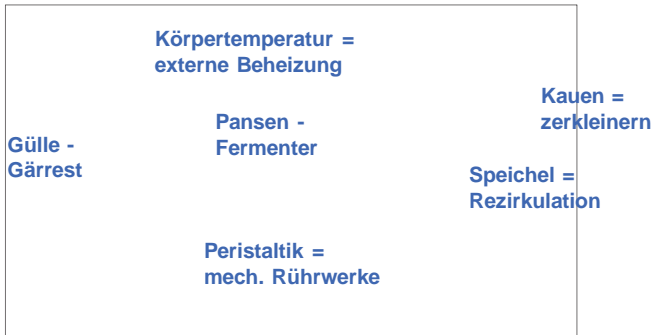 Körpertemperatur =
externe Beheizung
Kauen =
zerkleinern
Pansen -
Fermenter
Gülle -
Gärrest
Speichel =
Rezirkulation
Peristaltik =
mech. Rührwerke